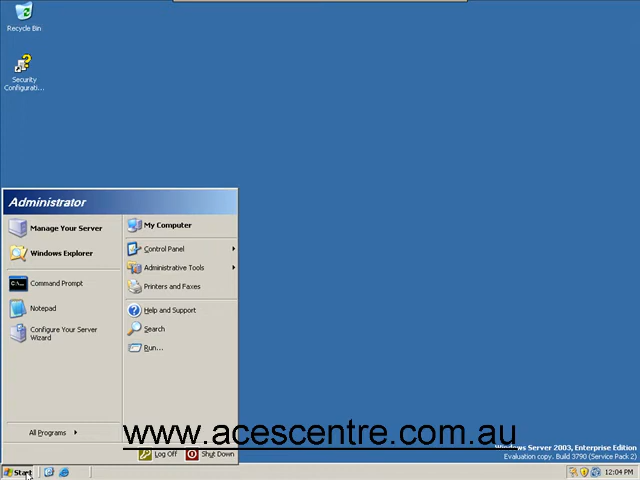 Recycle Bin
Security
Configurati...
Administrator
Manage Your Server
Windows Explorer
Command Prompt
Notepad
Configure Your Server
Wizard
All Programs
My Computer
Control Panel
Administrative Tools
Printers and Faxes
Help and Support
Search
Run...
www.acescentre.com.au
Log Off
Shut Down
Windows Server 2003, Enterprise Edition
Evaluation copy. Build 3790 (Service Pack 2)
Start
12:04 PM